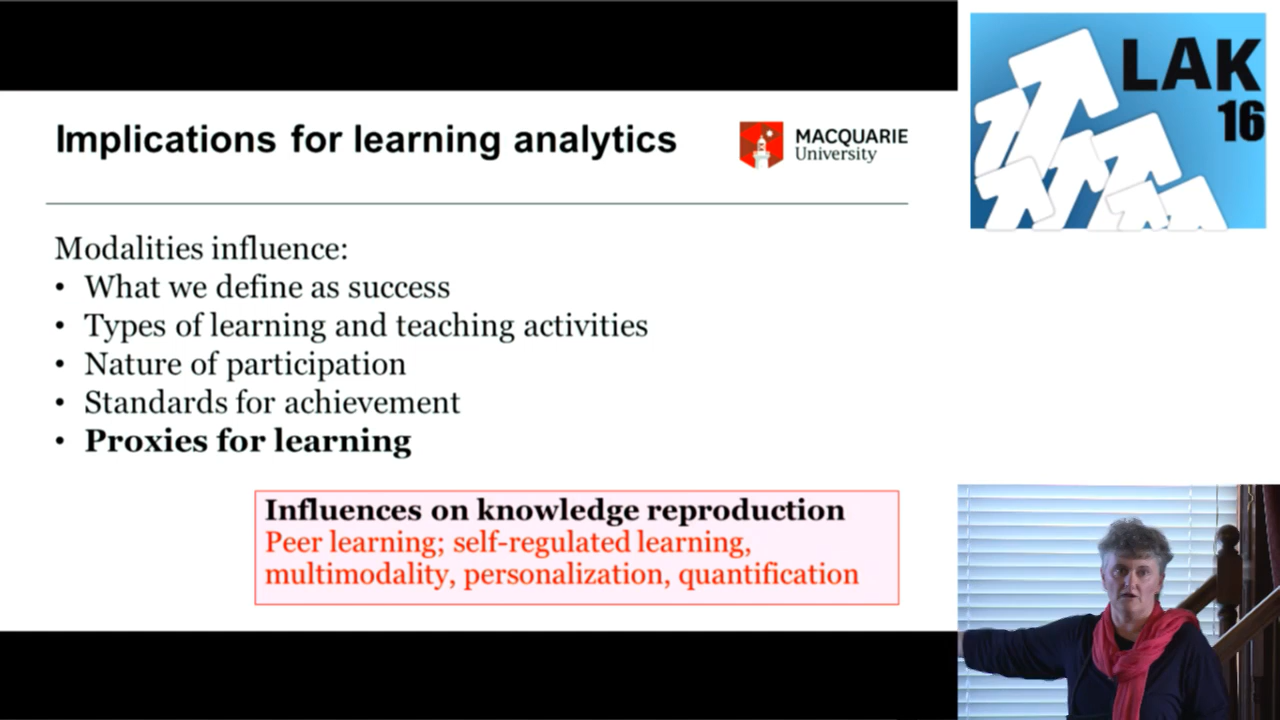 Implications for learning analytics
MACQUARIE
University
LAK
16
Modalities influence:
• What we define as success
• Types of learning and teaching activities
• Nature of participation
• Standards for achievement
• Proxies for learning
Influences on knowledge reproduction
Peer learning; self-regulated learning,
multimodality, personalization, quantification